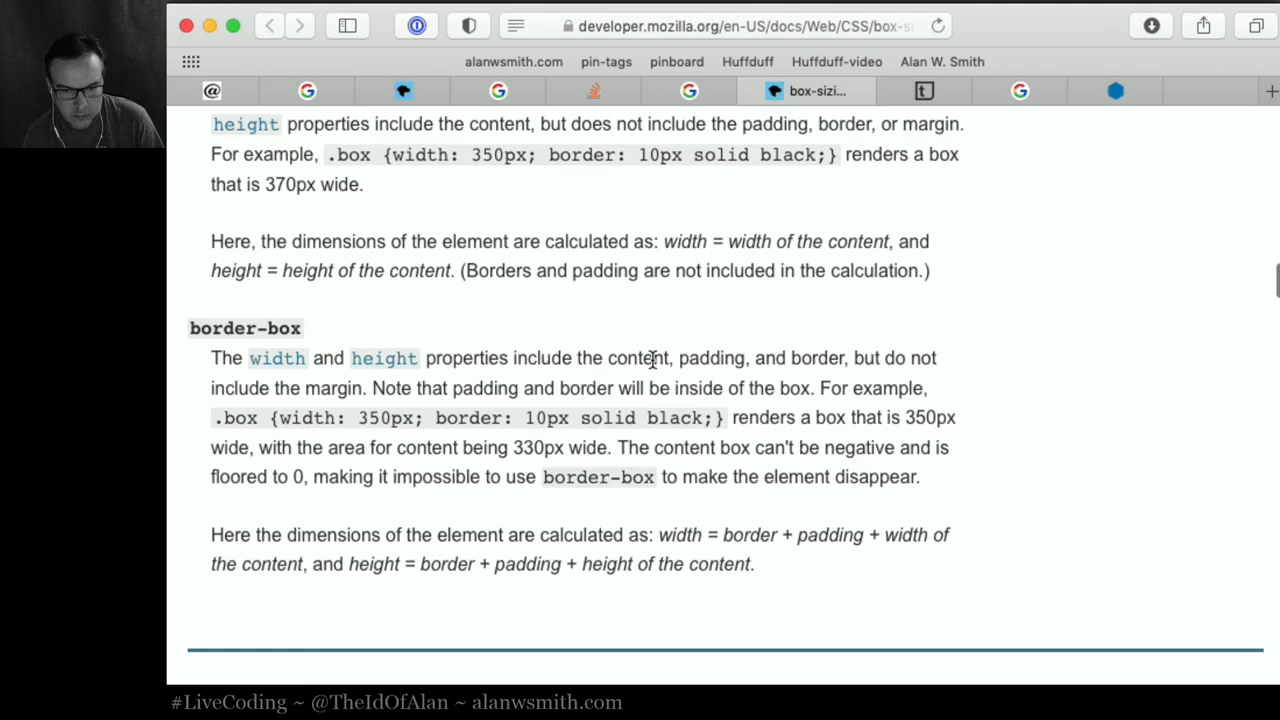 developer.mozilla.org/en-US/docs/Web/CSS/box-si
alanwsmith.com pin-tags pinboard Huffduff Huffduff-video Alan W. Smith
@ G G G box-sizi... t G
height properties include the content, but does not include the padding, border, or margin.
For example, .box {width: 350px; border: 10px solid black;} renders a box
that is 370px wide.
Here, the dimensions of the element are calculated as: width = width of the content, and
height = height of the content. (Borders and padding are not included in the calculation.)
border-box
The width and height properties include the content, padding, and border, but do not
include the margin. Note that padding and border will be inside of the box. For example,
.box {width: 350px; border: 10px solid black;} renders a box that is 350px
wide, with the area for content being 330px wide. The content box can't be negative and is
floored to 0, making it impossible to use border-box to make the element disappear.
Here the dimensions of the element are calculated as: width = border + padding + width of
the content, and height = border + padding + height of the content.
#LiveCoding ~ @TheIdOfAlan ~ alanwsmith.com